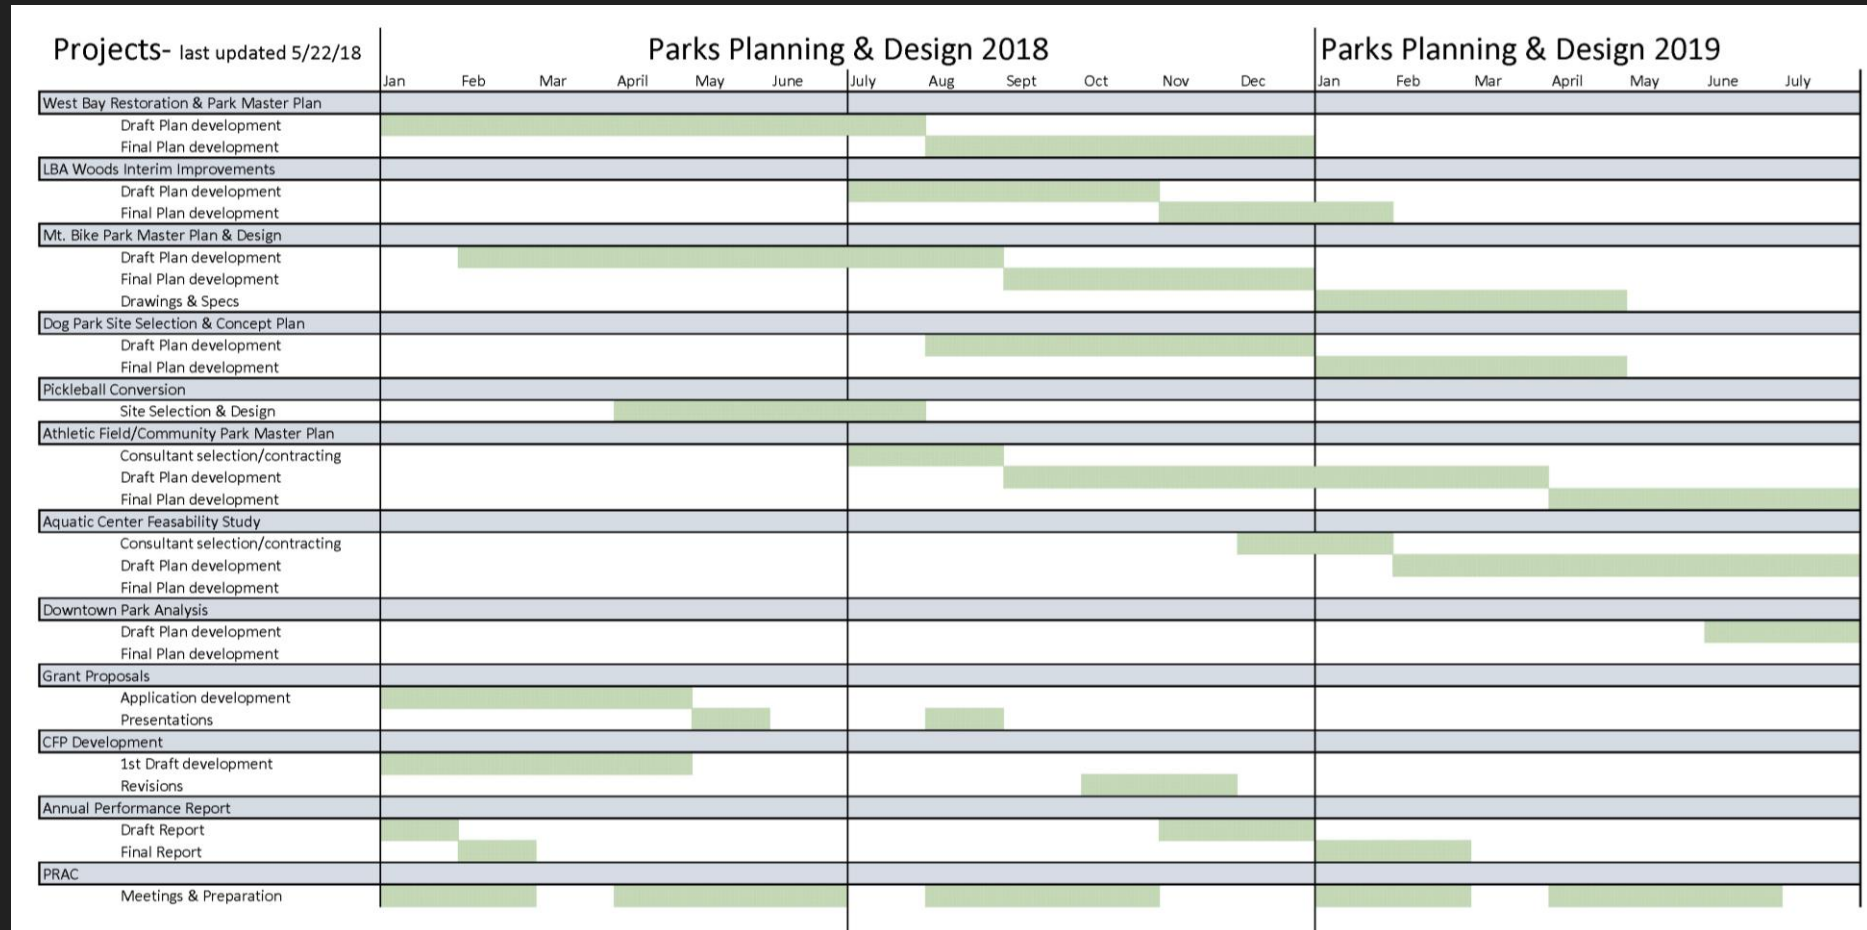 Projects- last updated 5/22/18
Parks Planning & Design 2018
Parks Planning & Design 2019
Jan Feb Mar April May June July Aug Sept Oct Nov Dec Jan Feb Mar April May June July
West Bay Restoration & Park Master Plan
Draft Plan development
Final Plan development
LBA Woods Interim Improvements
Draft Plan development
Final Plan development
Mt. Bike Park Master Plan & Design
Draft Plan development
Final Plan development
Drawings & Specs
Dog Park Site Selection & Concept Plan
Draft Plan development
Final Plan development
Pickleball Conversion
Site Selection & Design
Athletic Field/Community Park Master Plan
Consultant selection/contracting
Draft Plan development
Final Plan development
Aquatic Center Feasability Study
Consultant selection/contracting
Draft Plan development
Final Plan development
Downtown Park Analysis
Draft Plan development
Final Plan development
Grant Proposals
Application development
Presentations
CFP Development
1st Draft development
Revisions
Annual Performance Report
Draft Report
Final Report
PRAC
Meetings & Preparation